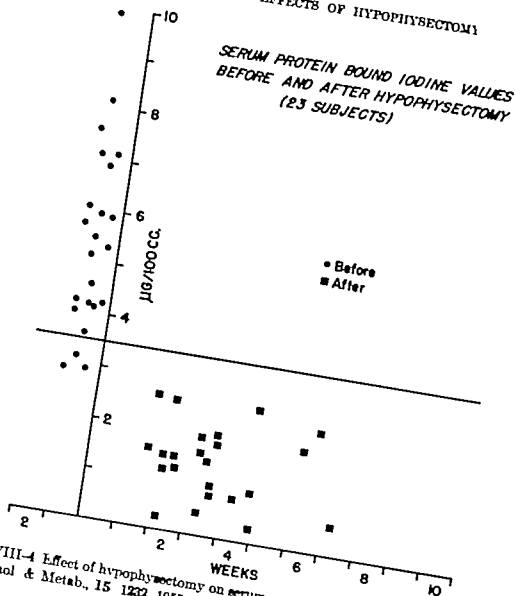 EFFECTS OF HYPOPHYSECTOMY
SERUM PROTEIN BOUND IODINE VALUES
BEFORE AND AFTER HYPOPHYSECTOMY
(23 SUBJECTS)
10
8
6
4
2
µG/100CC.
● Before
■ After
2 2 4 6 8 10
WEEKS
VIII-4 Effect of hypophysectomy on serum
& Metab., 15 1232